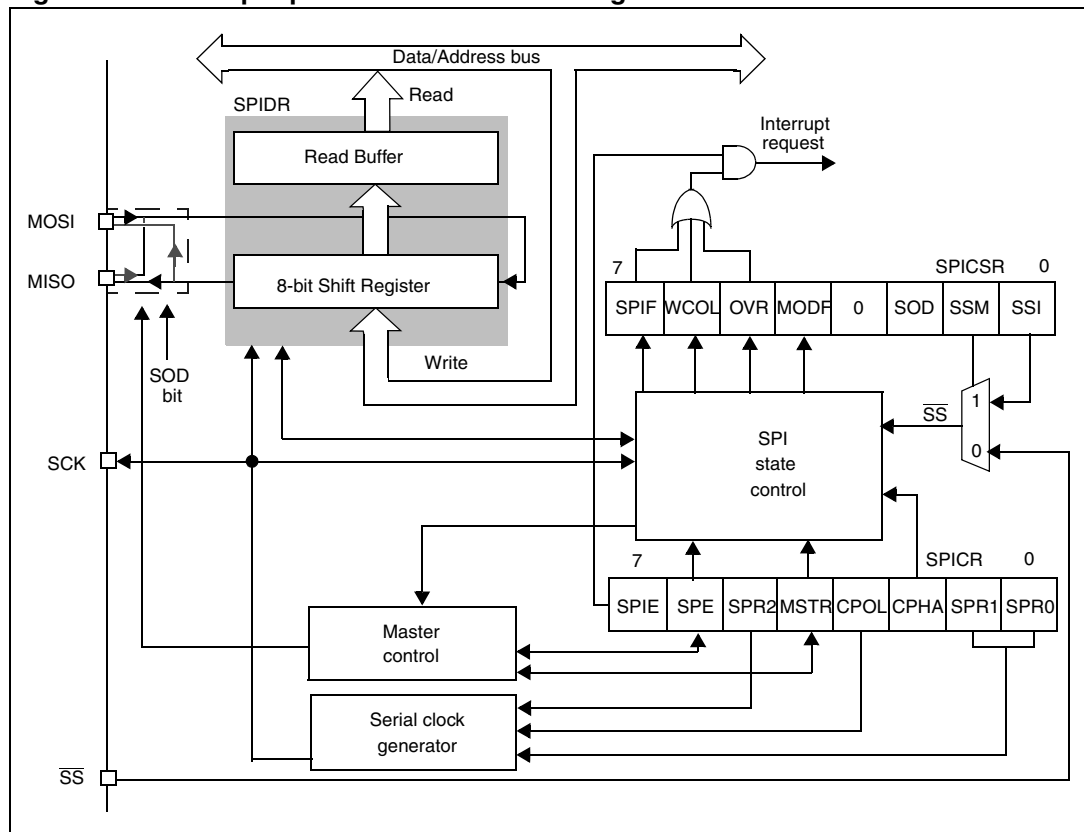 Data/Address bus
Read
SPIDR
Read Buffer
Interrupt
request
MOSI
MISO
8-bit Shift Register
7
SPICSR
0
SPIF
WCOL
OVR
MODF
0
SOD
SSM
SSI
Write
SOD
bit
1
SS
0
SCK
SPI
state
control
7
SPICR
0
SPIE
SPE
SPR2
MSTR
CPOL
CPHA
SPR1
SPR0
Master
control
Serial clock
generator
SS